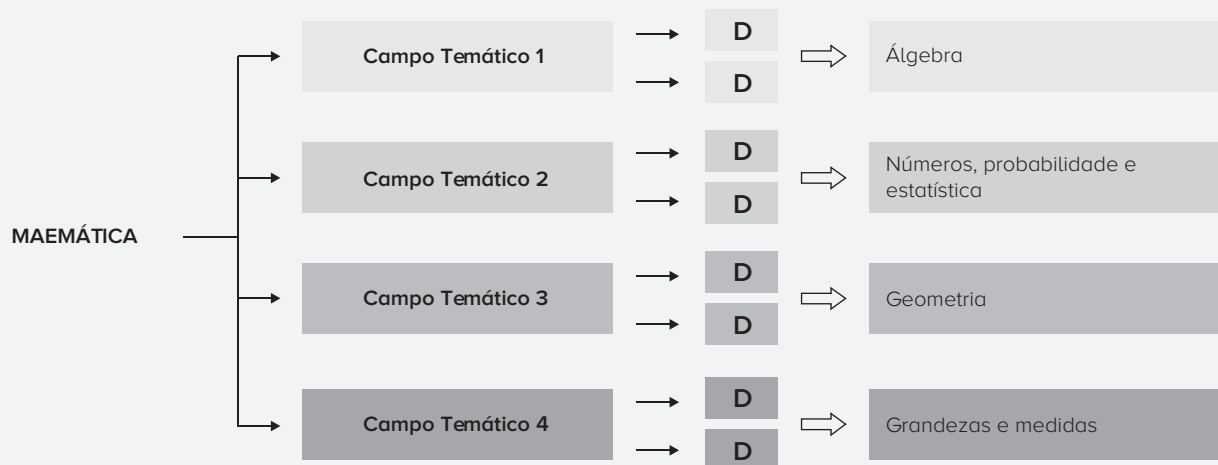 MAEMÁTICA
Campo Temático 1
D
D
Álgebra
Campo Temático 2
D
D
Números, probabilidade e
estatística
Campo Temático 3
D
D
Geometria
Campo Temático 4
D
D
Grandezas e medidas